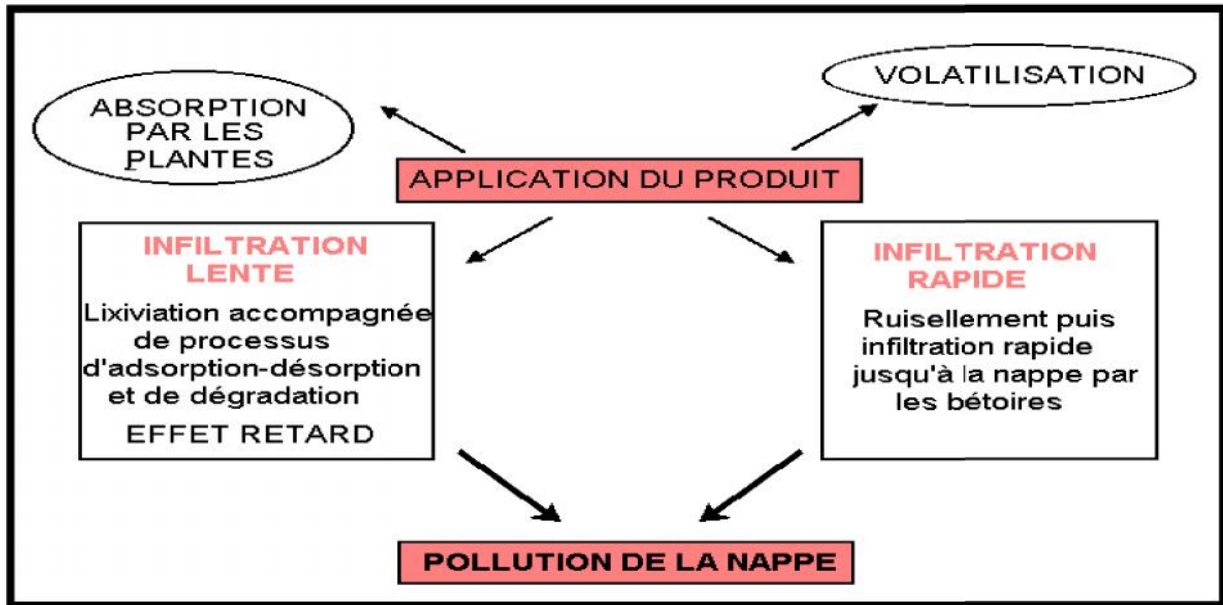 ABSORPTION
PAR LES
PLANTES
VOLATILISATION
APPLICATION DU PRODUIT
INFILTRATION
LENTE
Lixiviation accompagnée
de processus
d'adsorption-désorption
et de dégradation
EFFET RETARD
INFILTRATION
RAPIDE
Ruisellement puis
infiltration rapide
jusqu'à la nappe par
les bétoires
POLLUTION DE LA NAPPE